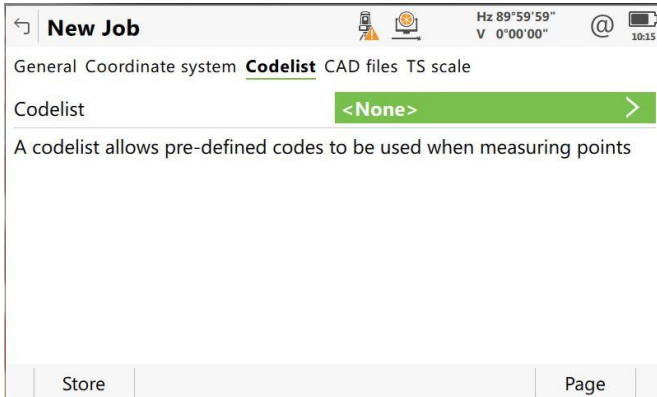 New Job
Hz 89°59'59"
V 0°00'00"
@
10:15
General Coordinate system Codelist CAD files TS scale
Codelist <None>
A codelist allows pre-defined codes to be used when measuring points
Store Page